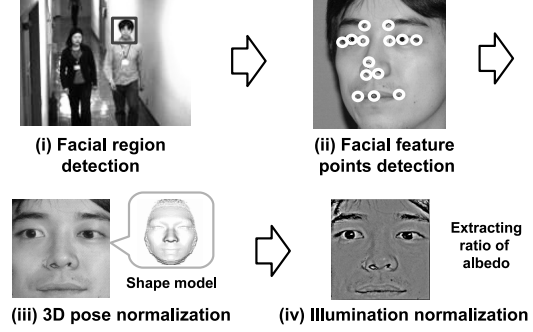 (i) Facial region
detection
(ii) Facial feature
points detection
Shape model
(iii) 3D pose normalization
Extracting
ratio of
albedo
(iv) Illumination normalization